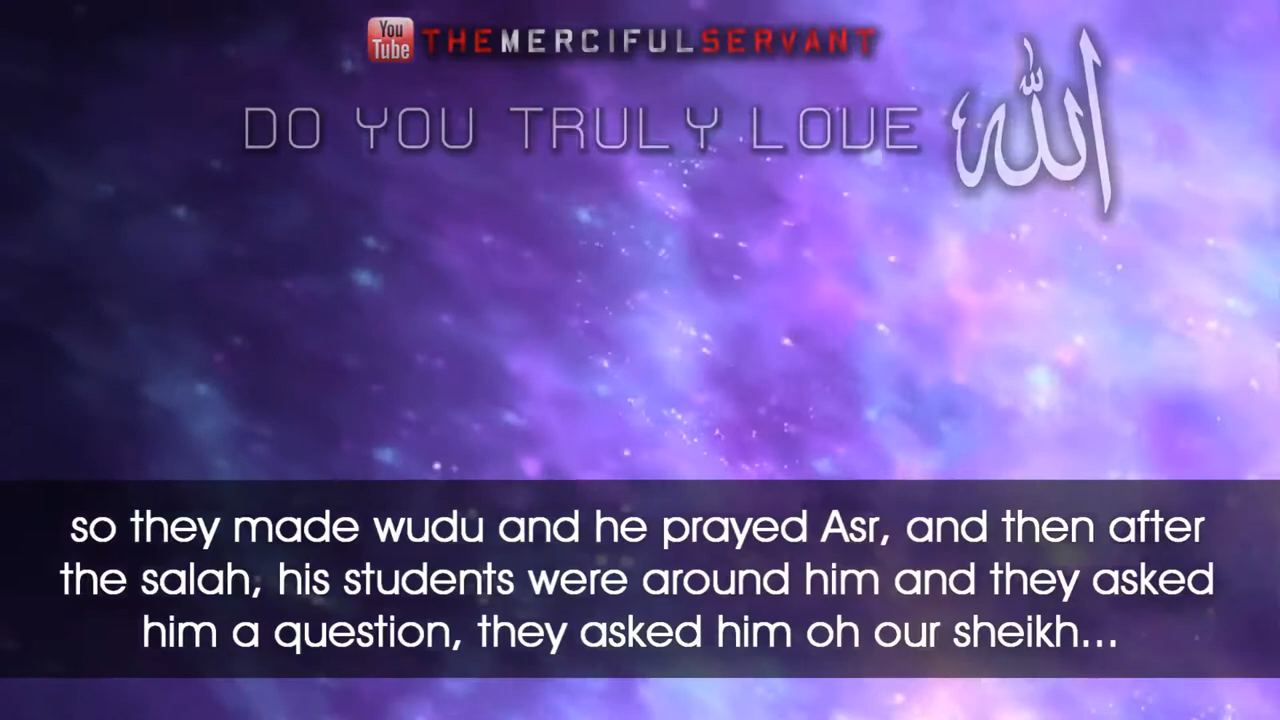 You Tube THEMERCIFULSERVANT
DO YOU TRULY LOVE الله
so they made wudu and he prayed Asr, and then after
the salah, his students were around him and they asked
him a question, they asked him oh our sheikh...